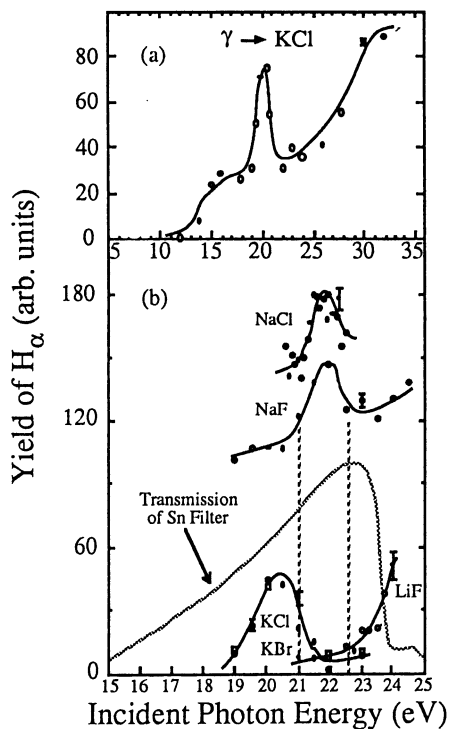 (a)
γ → KCl
80
60
40
20
0
5 10 15 20 25 30 35
Yield of Hα (arb. units)
(b)
180
120
60
0
NaCl
NaF
Transmission
of Sn Filter
KCl
KBr
LiF
15 15 17 18 19 20 21 22 23 24 25
Incident Photon Energy (eV)